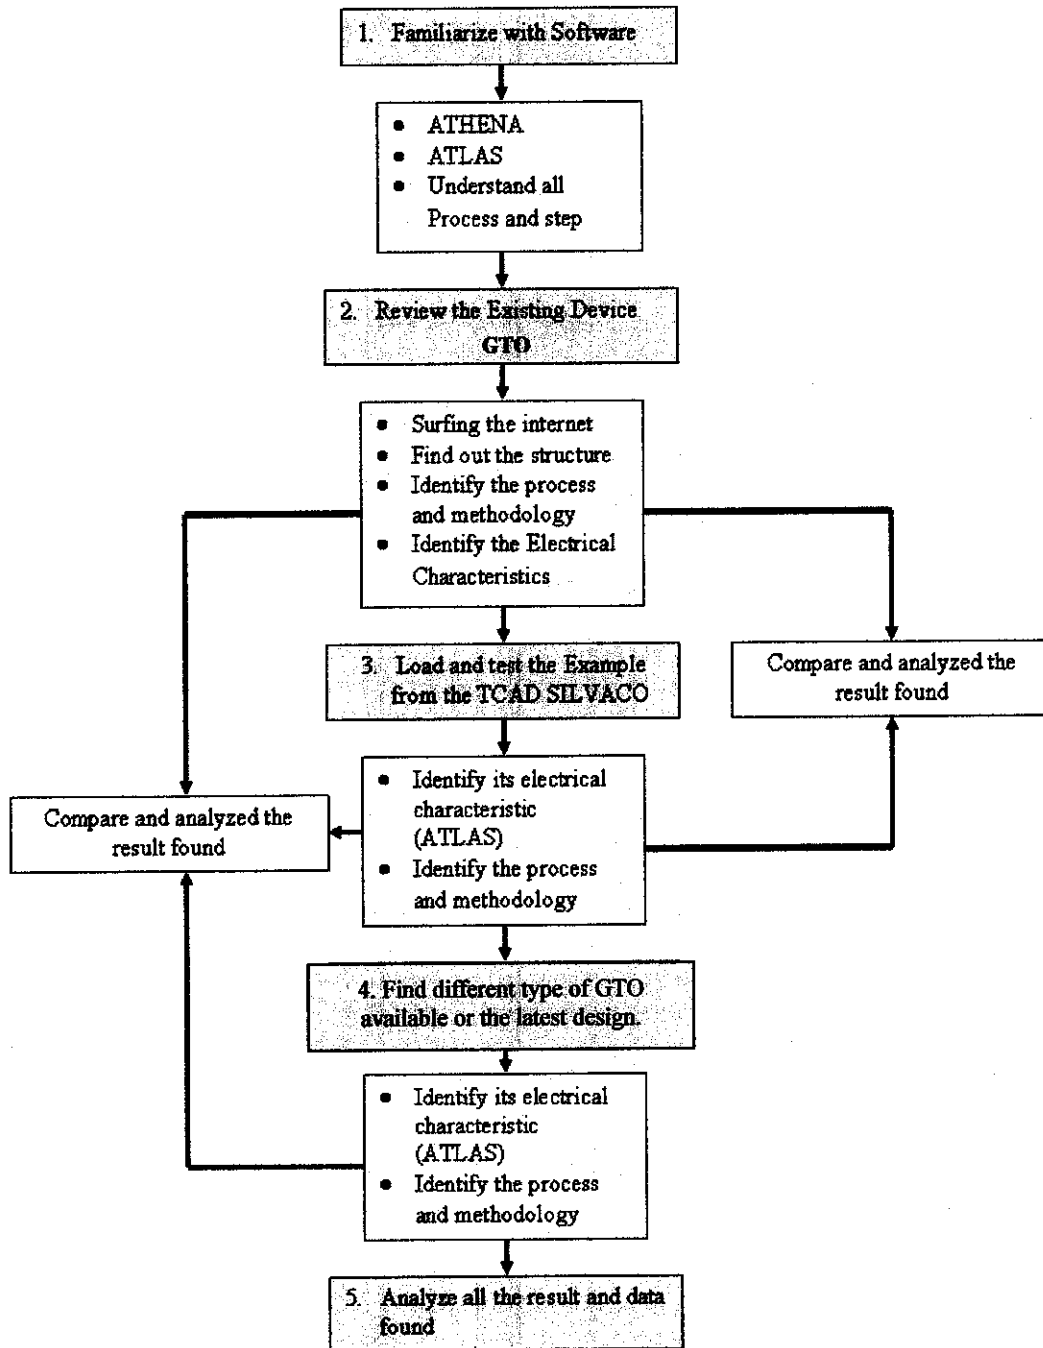 1. Familiarize with Software
• ATHENA
• ATLAS
• Understand all
Process and step
2. Review the Existing Device
GTO
• Surfing the internet
• Find out the structure
• Identify the process
and methodology
• Identify the Electrical
Characteristics
3. Load and test the Example
from the TCAD SILVACO
Compare and analyzed the
result found
• Identify its electrical
characteristic
(ATLAS)
• Identify the process
and methodology
Compare and analyzed the
result found
4. Find different type of GTO
available or the latest design.
• Identify its electrical
characteristic
(ATLAS)
• Identify the process
and methodology
5. Analyze all the result and data
found